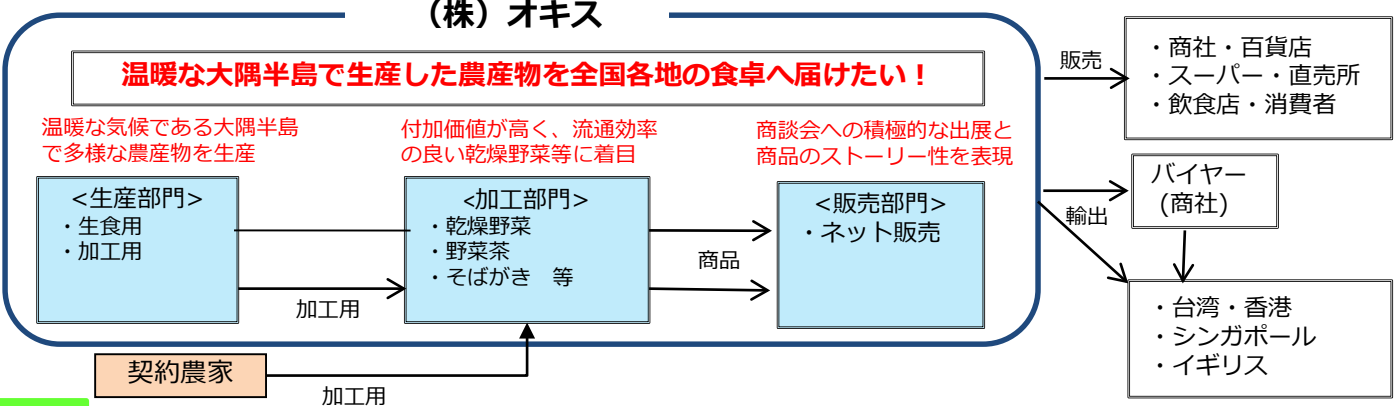 （株）オキス
温暖な大隅半島で生産した農産物を全国各地の食卓へ届けたい！
温暖な気候である大隅半島
で多様な農産物を生産
付加価値が高く、流通効率
の良い乾燥野菜等に着目
商談会への積極的な出展と
商品のストーリー性を表現
<生産部門>
・生食用
・加工用
加工用
<加工部門>
・乾燥野菜
・野菜茶
・そばがき　等
商品
<販売部門>
・ネット販売
契約農家
加工用
販売
・商社・百貨店
・スーパー・直売所
・飲食店・消費者
輸出
バイヤー
(商社)
・台湾・香港
・シンガポール
・イギリス